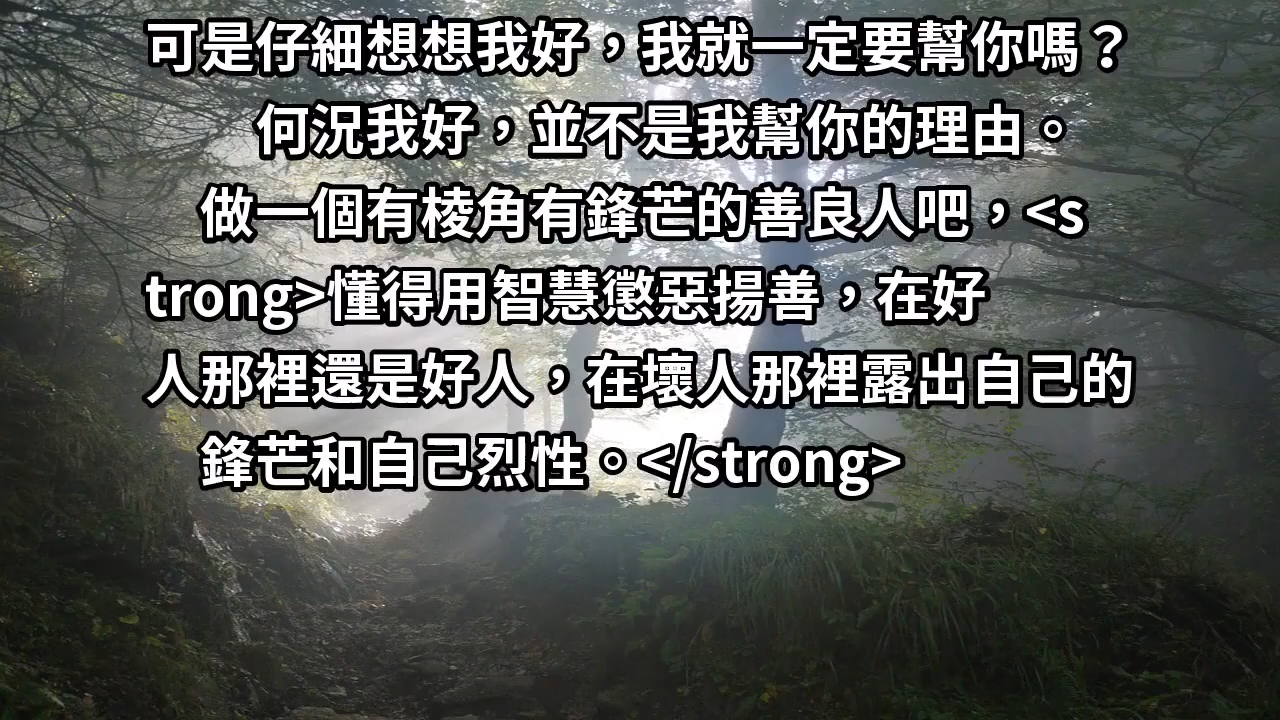 可是仔細想想我好，我就一定要幫你嗎？
何況我好，並不是我幫你的理由。
做一個有棱角有鋒芒的善良人吧，<s
trong>懂得用智慧懲惡揚善，在好
人那裡還是好人，在壞人那裡露出自己的
鋒芒和自己烈性。</strong>